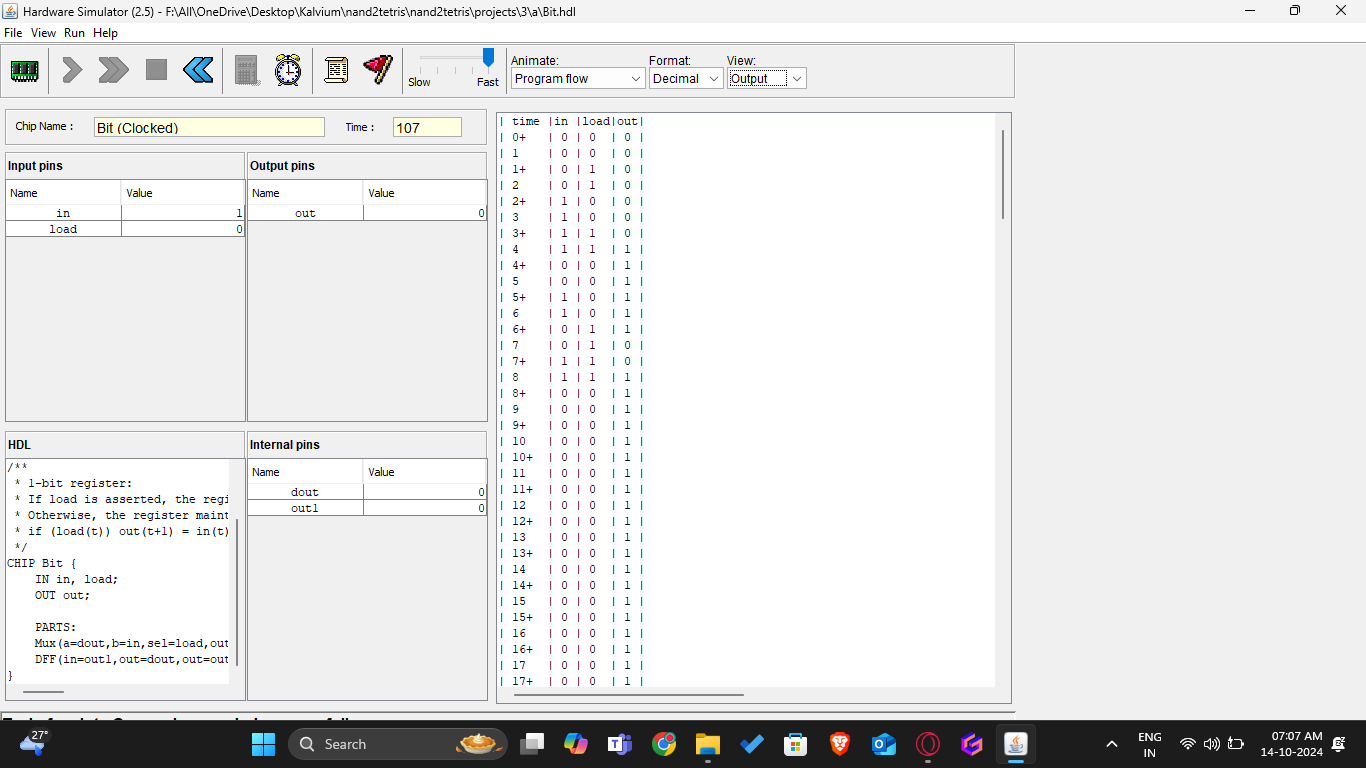 Hardware Simulator (2.5) - F:\All\OneDrive\Desktop\Kalvium\nand2tetris\nand2tetris\projects\3\a\Bit.hdl
File View Run Help
Slow Fast
Animate:
Program flow
Format:
Decimal
View:
Output
Chip Name : Bit (Clocked) Time : 107
Input pins
Name Value
in 1
load 0
Output pins
Name Value
out 0
HDL
/**
* 1-bit register:
* If load is asserted, the regi
* Otherwise, the register maint
* if (load(t)) out(t+1) = in(t)
*/
CHIP Bit {
IN in, load;
OUT out;
PARTS:
Mux(a=dout,b=in,sel=load,out
DFF(in=out1,out=dout,out=out
}
Internal pins
Name Value
dout 0
out1 0
| time |in |load|out|
| 0+ | 0 | 0 | 0 |
| 1 | 0 | 0 | 0 |
| 1+ | 0 | 1 | 0 |
| 2 | 0 | 1 | 0 |
| 2+ | 1 | 0 | 0 |
| 3 | 1 | 0 | 0 |
| 3+ | 1 | 1 | 0 |
| 4 | 1 | 1 | 1 |
| 4+ | 0 | 0 | 1 |
| 5 | 0 | 0 | 1 |
| 5+ | 1 | 0 | 1 |
| 6 | 1 | 0 | 1 |
| 6+ | 0 | 1 | 1 |
| 7 | 0 | 1 | 0 |
| 7+ | 1 | 1 | 0 |
| 8 | 1 | 1 | 1 |
| 8+ | 0 | 0 | 1 |
| 9 | 0 | 0 | 1 |
| 9+ | 0 | 0 | 1 |
| 10 | 0 | 0 | 1 |
| 10+ | 0 | 0 | 1 |
| 11 | 0 | 0 | 1 |
| 11+ | 0 | 0 | 1 |
| 12 | 0 | 0 | 1 |
| 12+ | 0 | 0 | 1 |
| 13 | 0 | 0 | 1 |
| 13+ | 0 | 0 | 1 |
| 14 | 0 | 0 | 1 |
| 14+ | 0 | 0 | 1 |
| 15 | 0 | 0 | 1 |
| 15+ | 0 | 0 | 1 |
| 16 | 0 | 0 | 1 |
| 16+ | 0 | 0 | 1 |
| 17 | 0 | 0 | 1 |
| 17+ | 0 | 0 | 1 |
27°
Search
ENG
IN
07:07 AM
14-10-2024